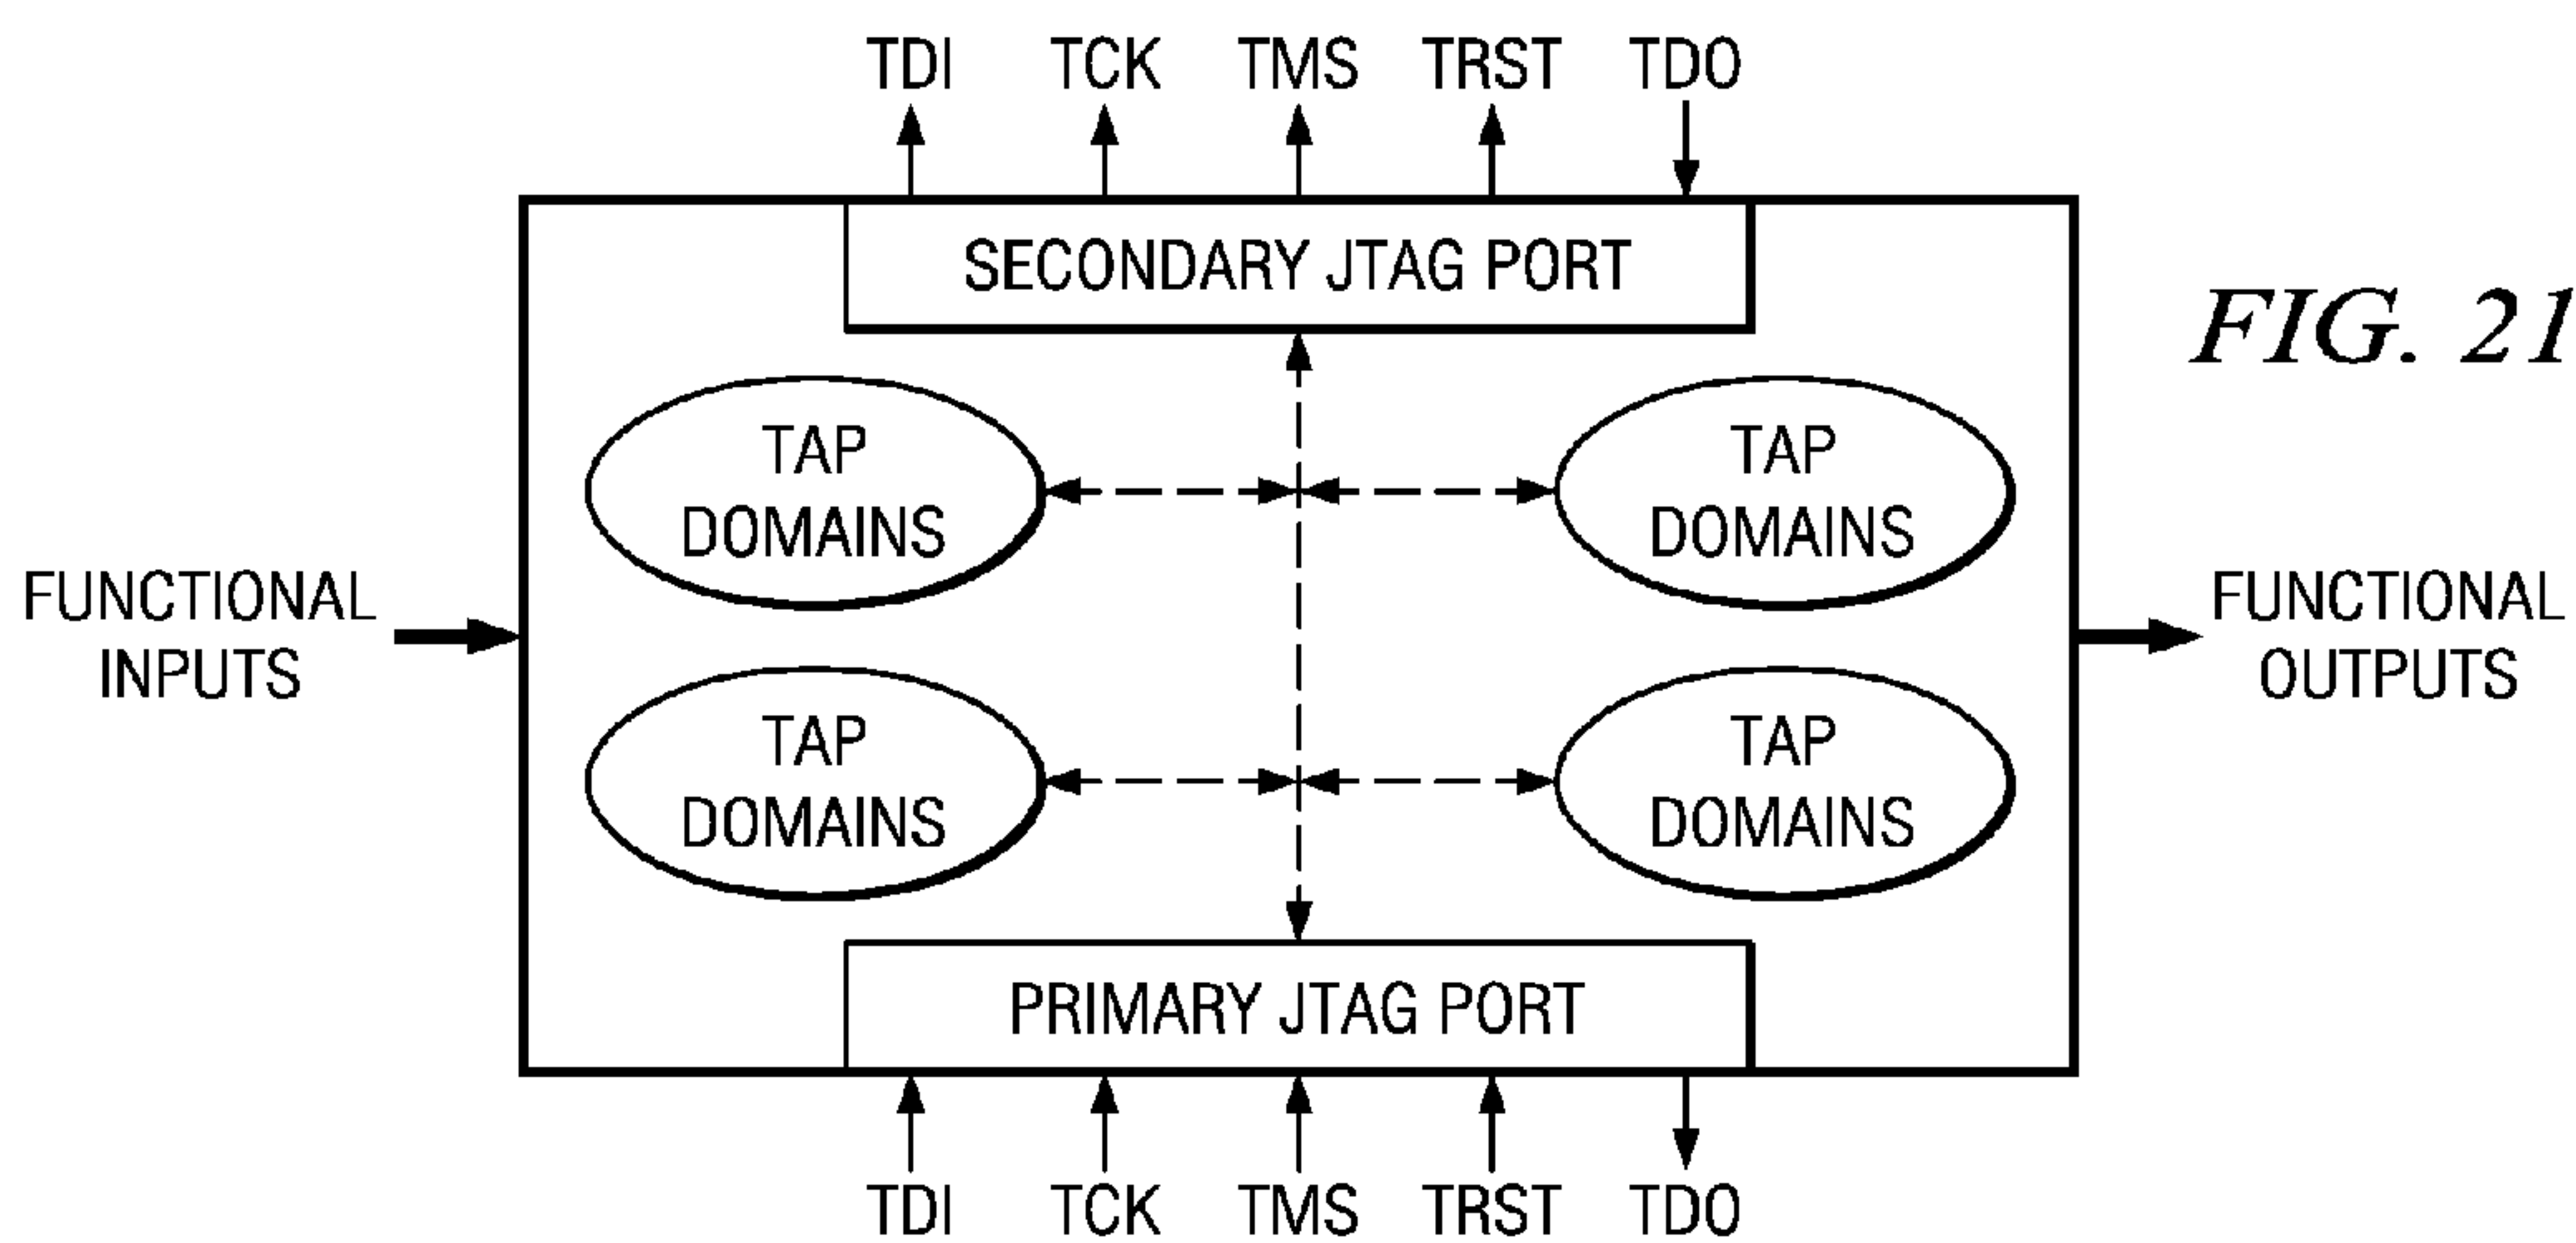 TDI TCK TMS TRST TDO
SECONDARY JTAG PORT
FIG. 21
TAP
DOMAINS
TAP
DOMAINS
FUNCTIONAL
INPUTS
FUNCTIONAL
OUTPUTS
TAP
DOMAINS
TAP
DOMAINS
PRIMARY JTAG PORT
TDI TCK TMS TRST TDO